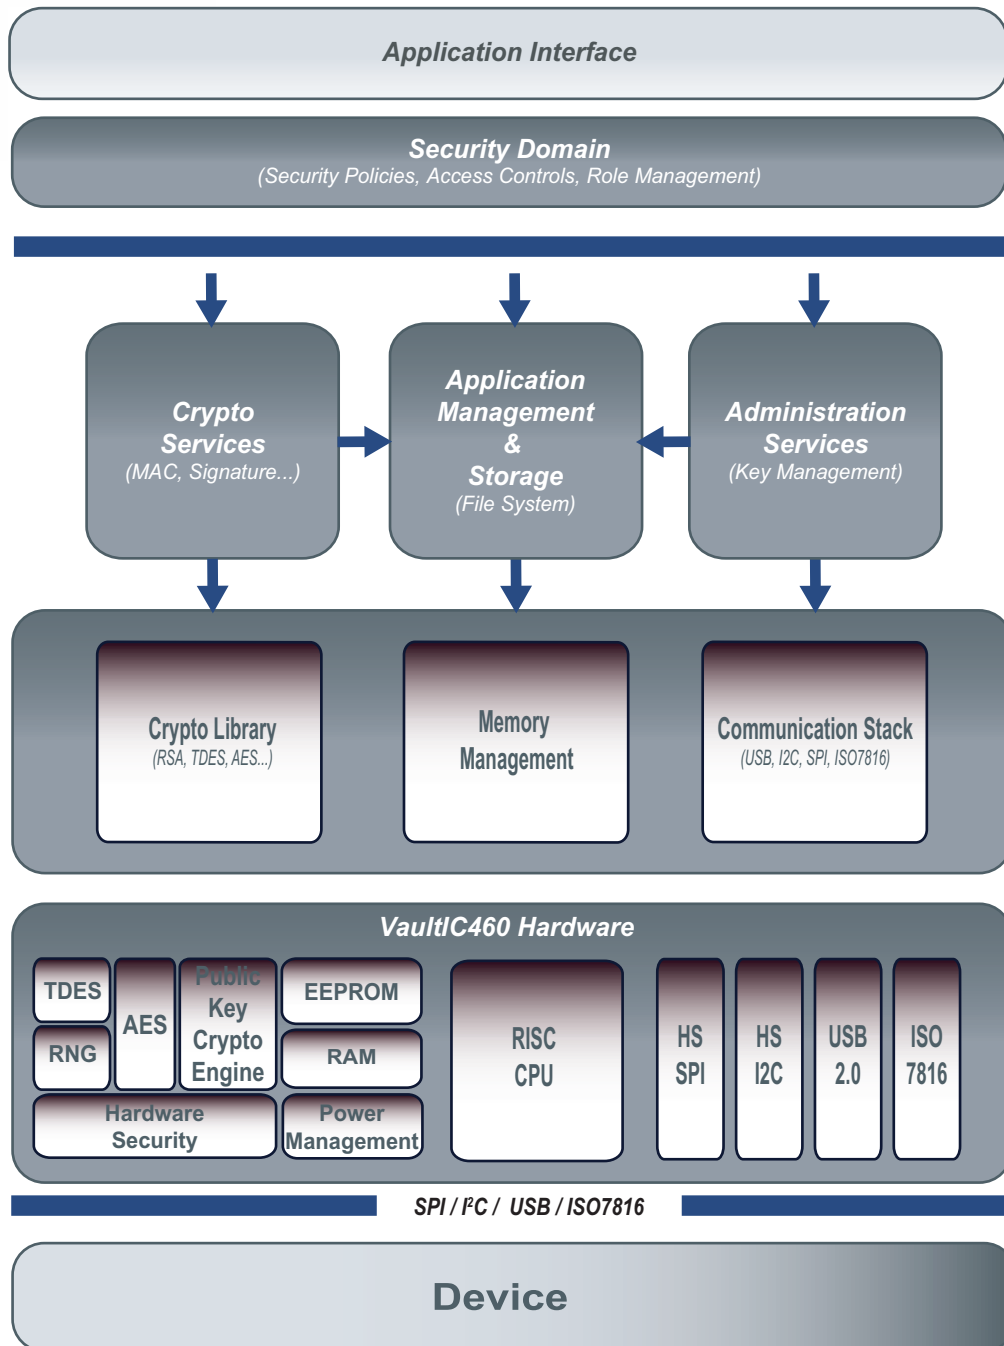 Application Interface
Security Domain
(Security Policies, Access Controls, Role Management)
Crypto
Services
(MAC, Signature...)
Application
Management
&
Storage
(File System)
Administration
Services
(Key Management)
Crypto Library
(RSA, TDES, AES...)
Memory
Management
Communication Stack
(USB, I2C, SPI, ISO7816)
VaultIC460 Hardware
TDES
RNG
AES
Public
Key
Crypto
Engine
EEPROM
RAM
Hardware
Security
Power
Management
RISC
CPU
HS
SPI
HS
I2C
USB
2.0
ISO
7816
SPI / I²C / USB / ISO7816
Device